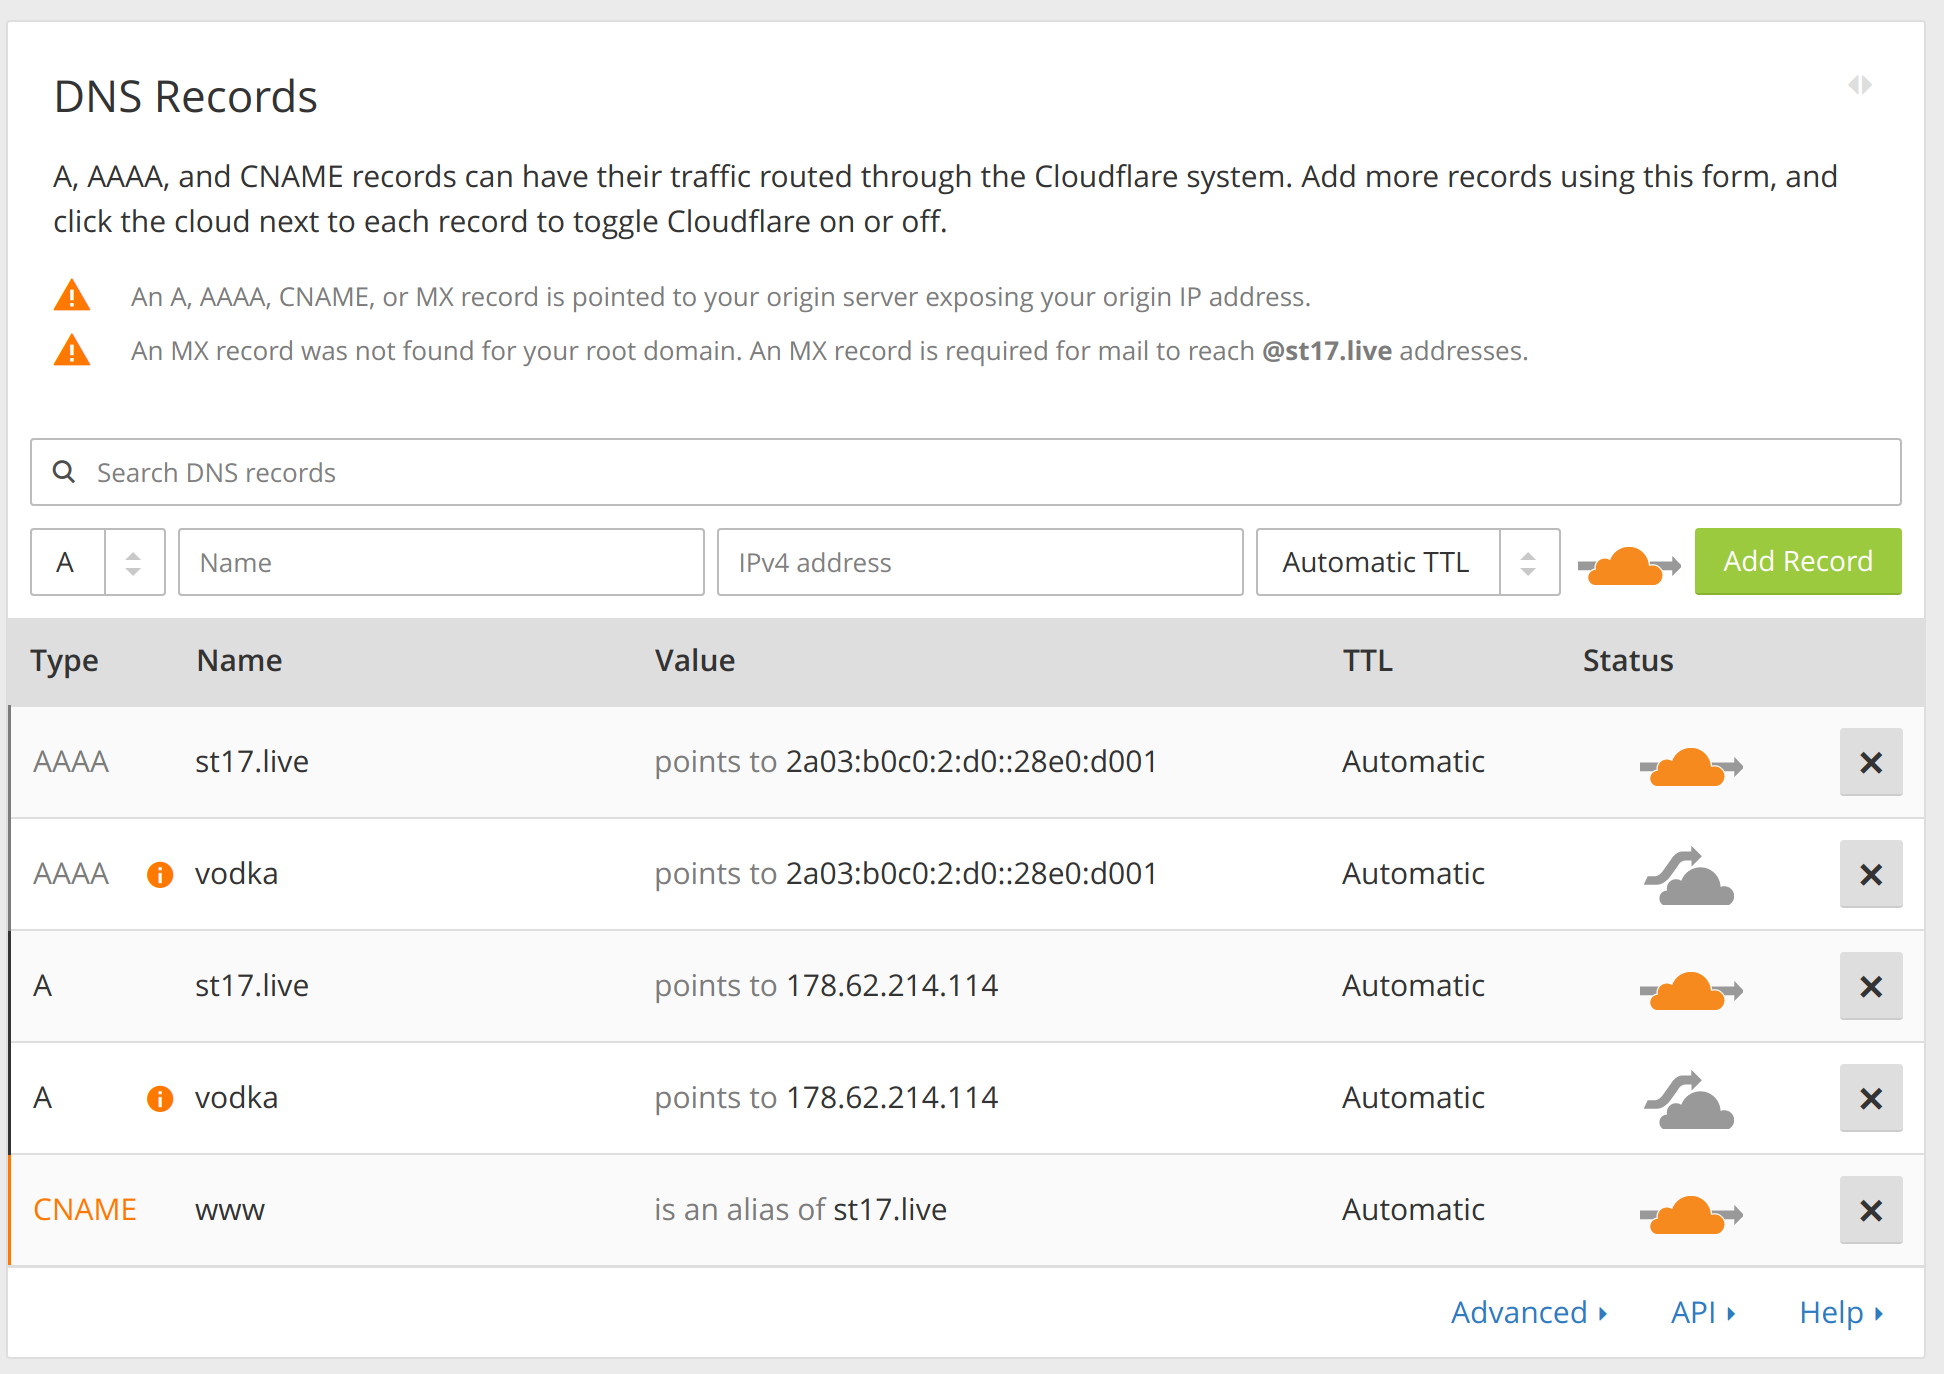 DNS Records
A, AAAA, and CNAME records can have their traffic routed through the Cloudflare system. Add more records using this form, and
click the cloud next to each record to toggle Cloudflare on or off.
An A, AAAA, CNAME, or MX record is pointed to your origin server exposing your origin IP address.
An MX record was not found for your root domain. An MX record is required for mail to reach @st17.live addresses.
Search DNS records
A Name IPv4 address Automatic TTL Add Record
Type Name Value TTL Status
AAAA st17.live points to 2a03:b0c0:2:d0::28e0:d001 Automatic
AAAA vodka points to 2a03:b0c0:2:d0::28e0:d001 Automatic
A st17.live points to 178.62.214.114 Automatic
A vodka points to 178.62.214.114 Automatic
CNAME www is an alias of st17.live Automatic
Advanced API Help